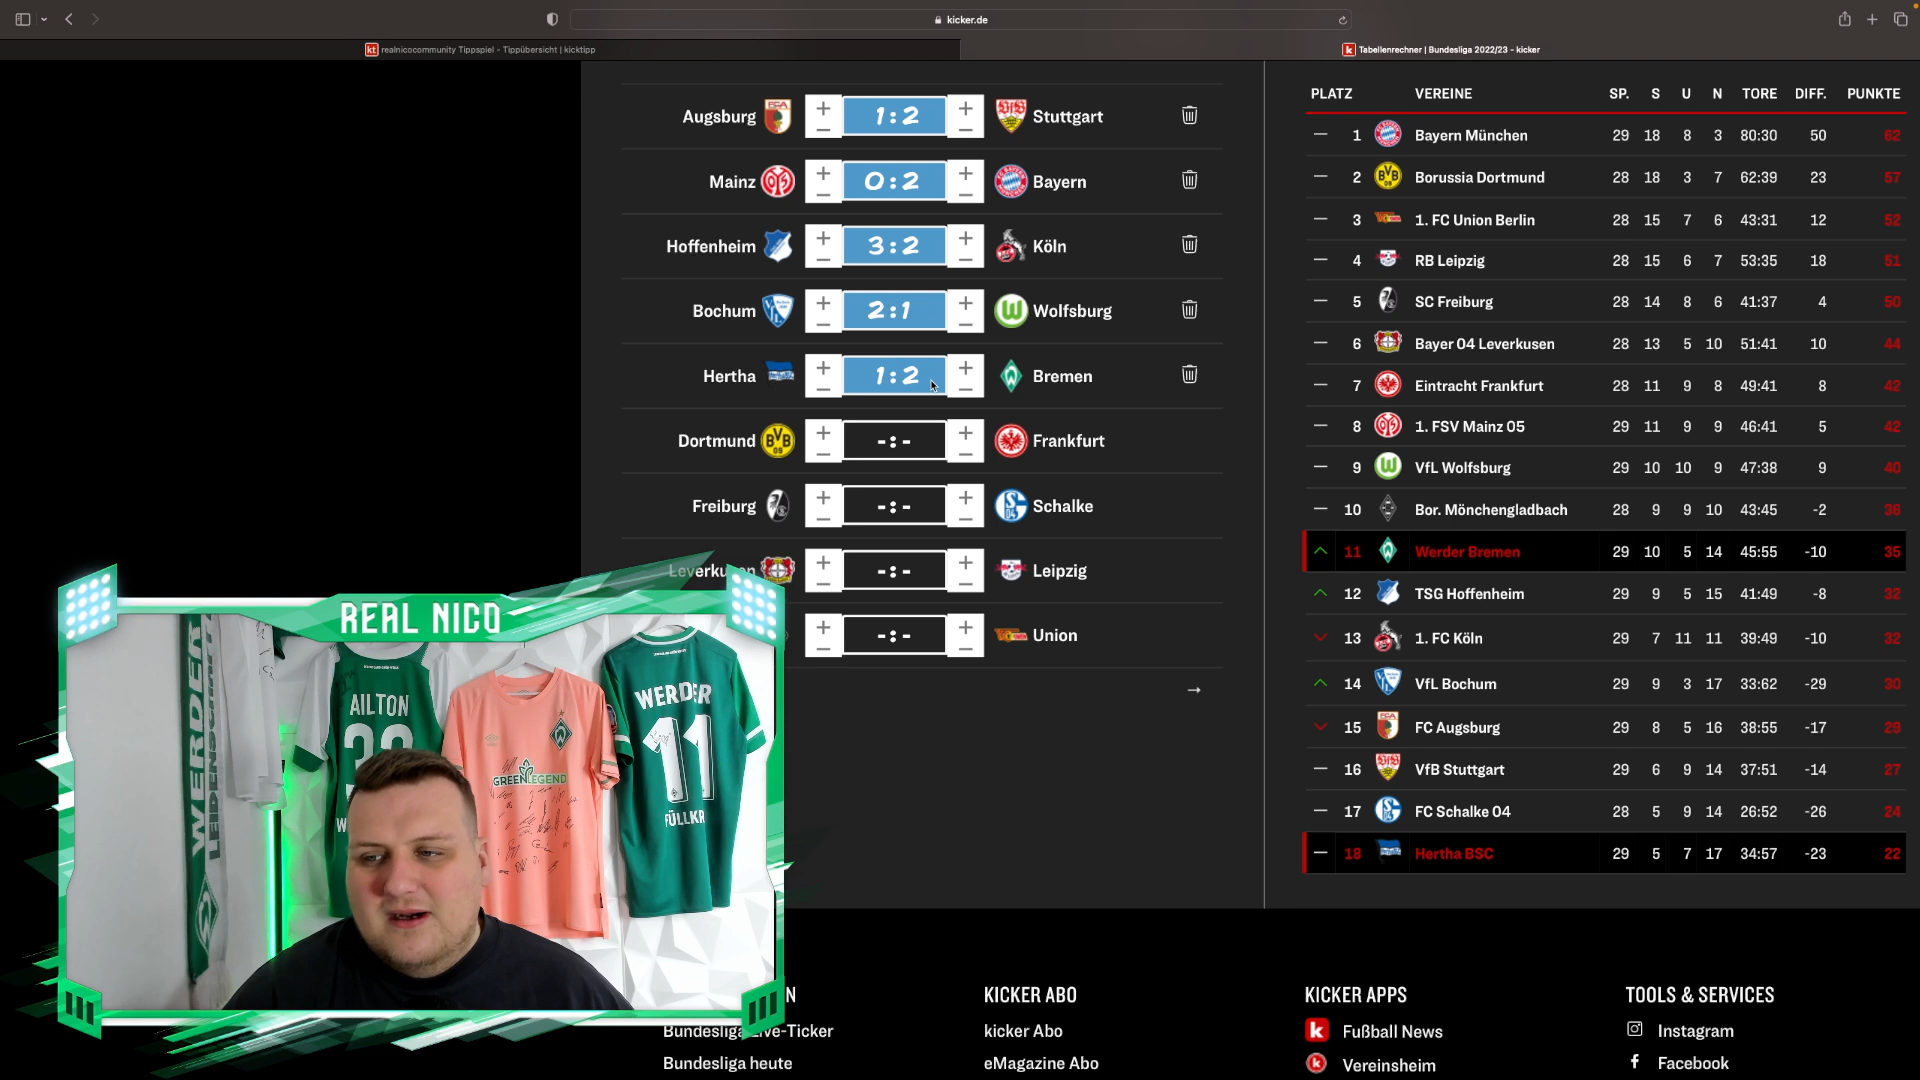 kicker.de
realnicocommunity Tippspiel - Tippübersicht | kicktipp
Tabellenrechner | Bundesliga 2022/23 - kicker
Augsburg 1:2 Stuttgart
Mainz 0:2 Bayern
Hoffenheim 3:2 Köln
Bochum 2:1 Wolfsburg
Hertha 1:2 Bremen
Dortmund -:- Frankfurt
Freiburg -:- Schalke
Leverkusen -:- Leipzig
-:- Union
PLATZ VEREINE SP. S U N TORE DIFF. PUNKTE
1 Bayern München 29 18 8 3 80:30 50 62
2 Borussia Dortmund 28 18 3 7 62:39 23 57
3 1. FC Union Berlin 28 15 7 6 43:31 12 52
4 RB Leipzig 28 15 6 7 53:35 18 51
5 SC Freiburg 28 14 8 6 41:37 4 50
6 Bayer 04 Leverkusen 28 13 5 10 51:41 10 44
7 Eintracht Frankfurt 28 11 9 8 49:41 8 42
8 1. FSV Mainz 05 29 11 9 9 46:41 5 42
9 VfL Wolfsburg 29 10 10 9 47:38 9 40
10 Bor. Mönchengladbach 28 9 9 10 43:45 -2 36
11 Werder Bremen 29 10 5 14 45:55 -10 35
12 TSG Hoffenheim 29 9 5 15 41:49 -8 32
13 1. FC Köln 29 7 11 11 39:49 -10 32
14 VfL Bochum 29 9 3 17 33:62 -29 30
15 FC Augsburg 29 8 5 16 38:55 -17 29
16 VfB Stuttgart 29 6 9 14 37:51 -14 27
17 FC Schalke 04 28 5 9 14 26:52 -26 24
18 Hertha BSC 29 5 7 17 34:57 -23 22
REAL NICO
WERDER
AILTON
GREENLEGEND
WERDER
11
FÜLLKR
N
Bundesliga Live-Ticker
Bundesliga heute
KICKER ABO
kicker Abo
eMagazine Abo
KICKER APPS
Fußball News
Vereinsheim
TOOLS & SERVICES
Instagram
Facebook